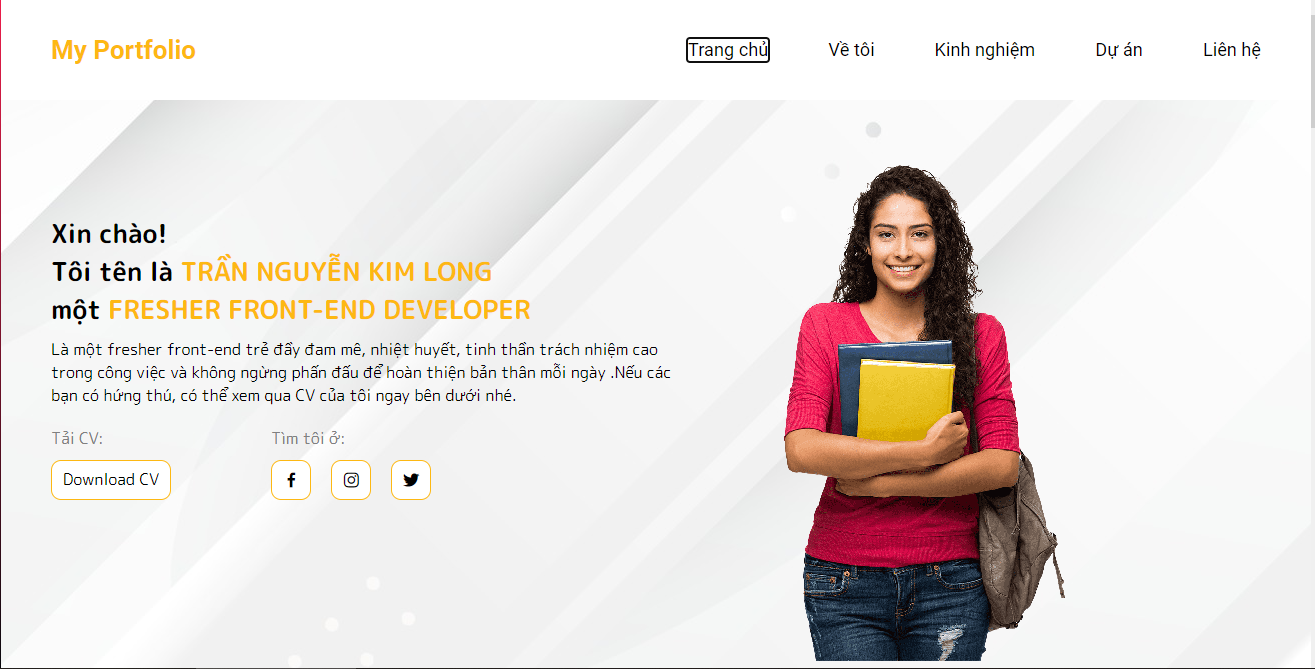 My Portfolio
Trang chủ
Về tôi
Kinh nghiệm
Dự án
Liên hệ
Xin chào!
Tôi tên là TRẦN NGUYỄN KIM LONG
một FRESHER FRONT-END DEVELOPER
Là một fresher front-end trẻ đầy đam mê, nhiệt huyết, tinh thần trách nhiệm cao
trong công việc và không ngừng phấn đấu để hoàn thiện bản thân mỗi ngày .Nếu các
bạn có hứng thú, có thể xem qua CV của tôi ngay bên dưới nhé.
Tải CV:
Tìm tôi ở:
Download CV